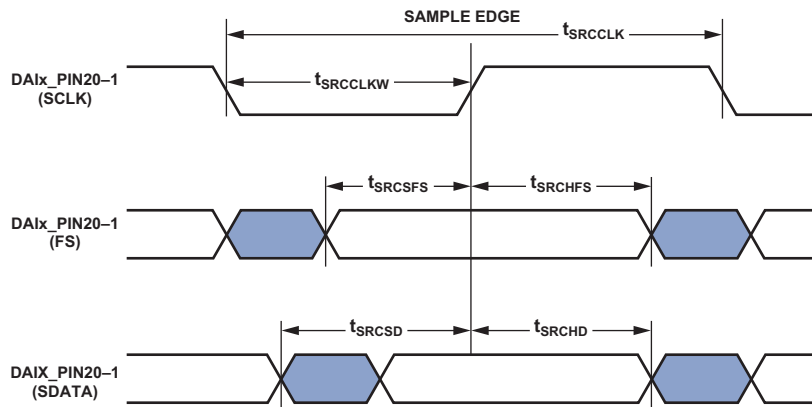 SAMPLE EDGE
tSRCCLK
DAIx_PIN20–1
(SCLK)
tSRCCLKW
tSRCSFS
tSRCHFS
DAIx_PIN20–1
(FS)
tSRCSD
tSRCHD
DAIX_PIN20–1
(SDATA)